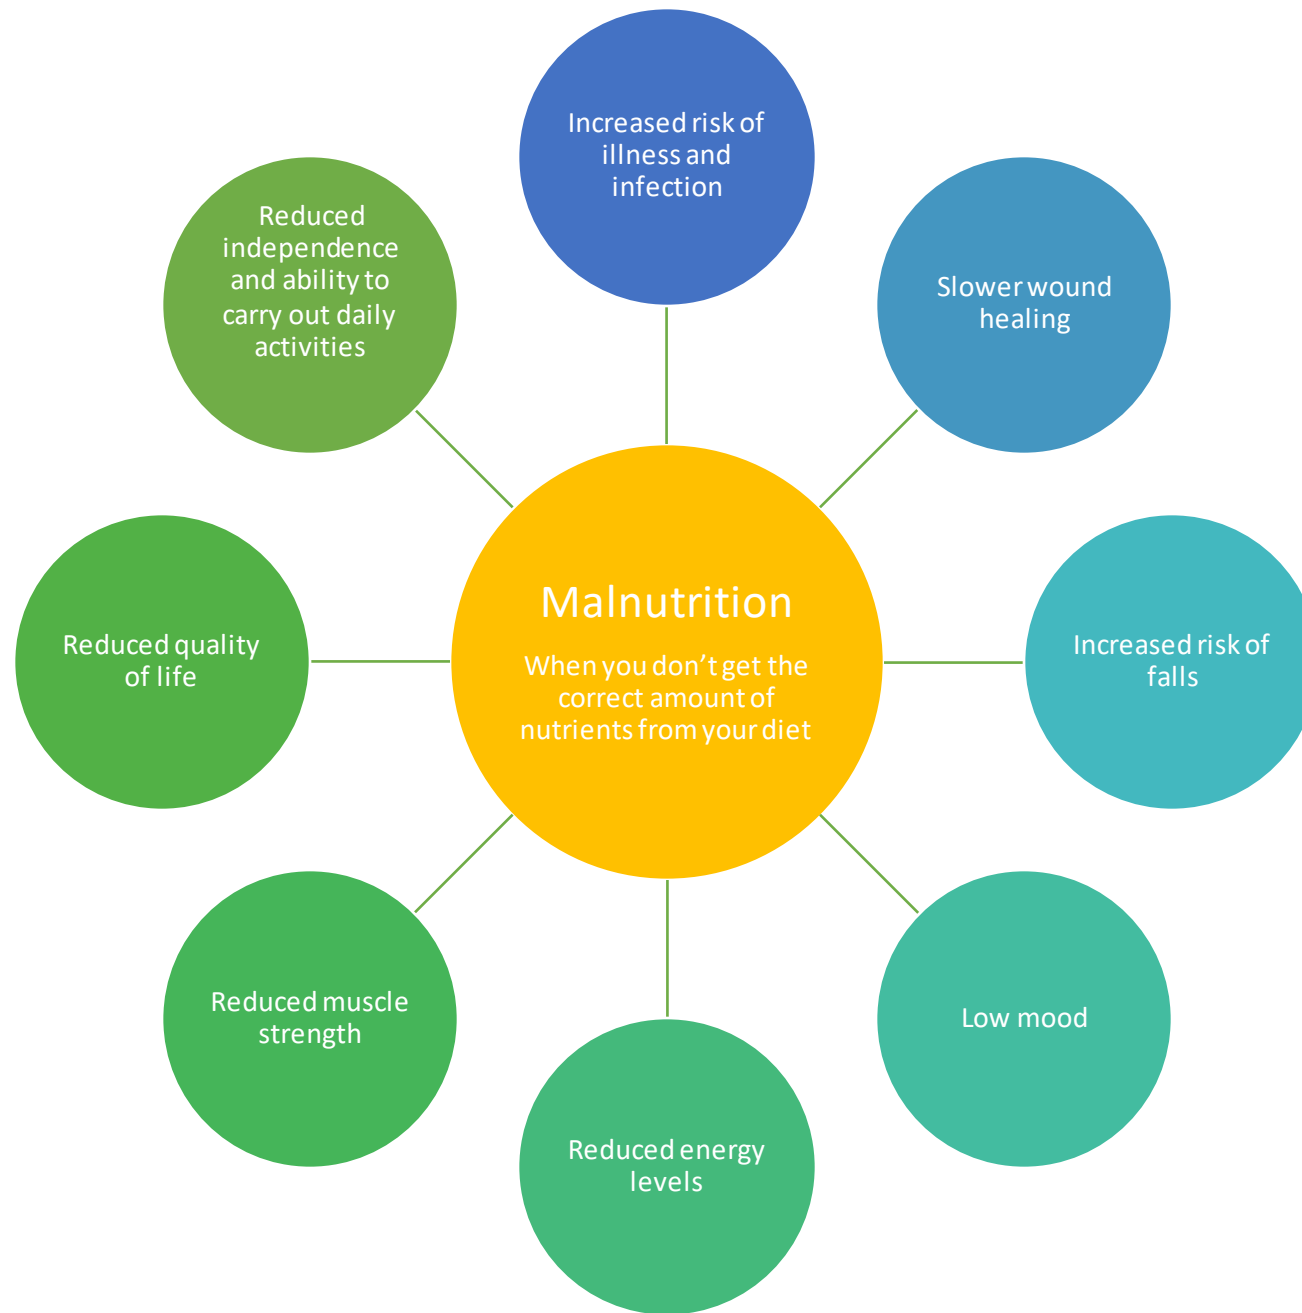 Increased risk of
illness and
infection
Slower wound
healing
Increased risk of
falls
Low mood
Reduced energy
levels
Reduced muscle
strength
Reduced quality
of life
Reduced
independence
and ability to
carry out daily
activities
Malnutrition
When you don’t get the
correct amount of
nutrients from your diet